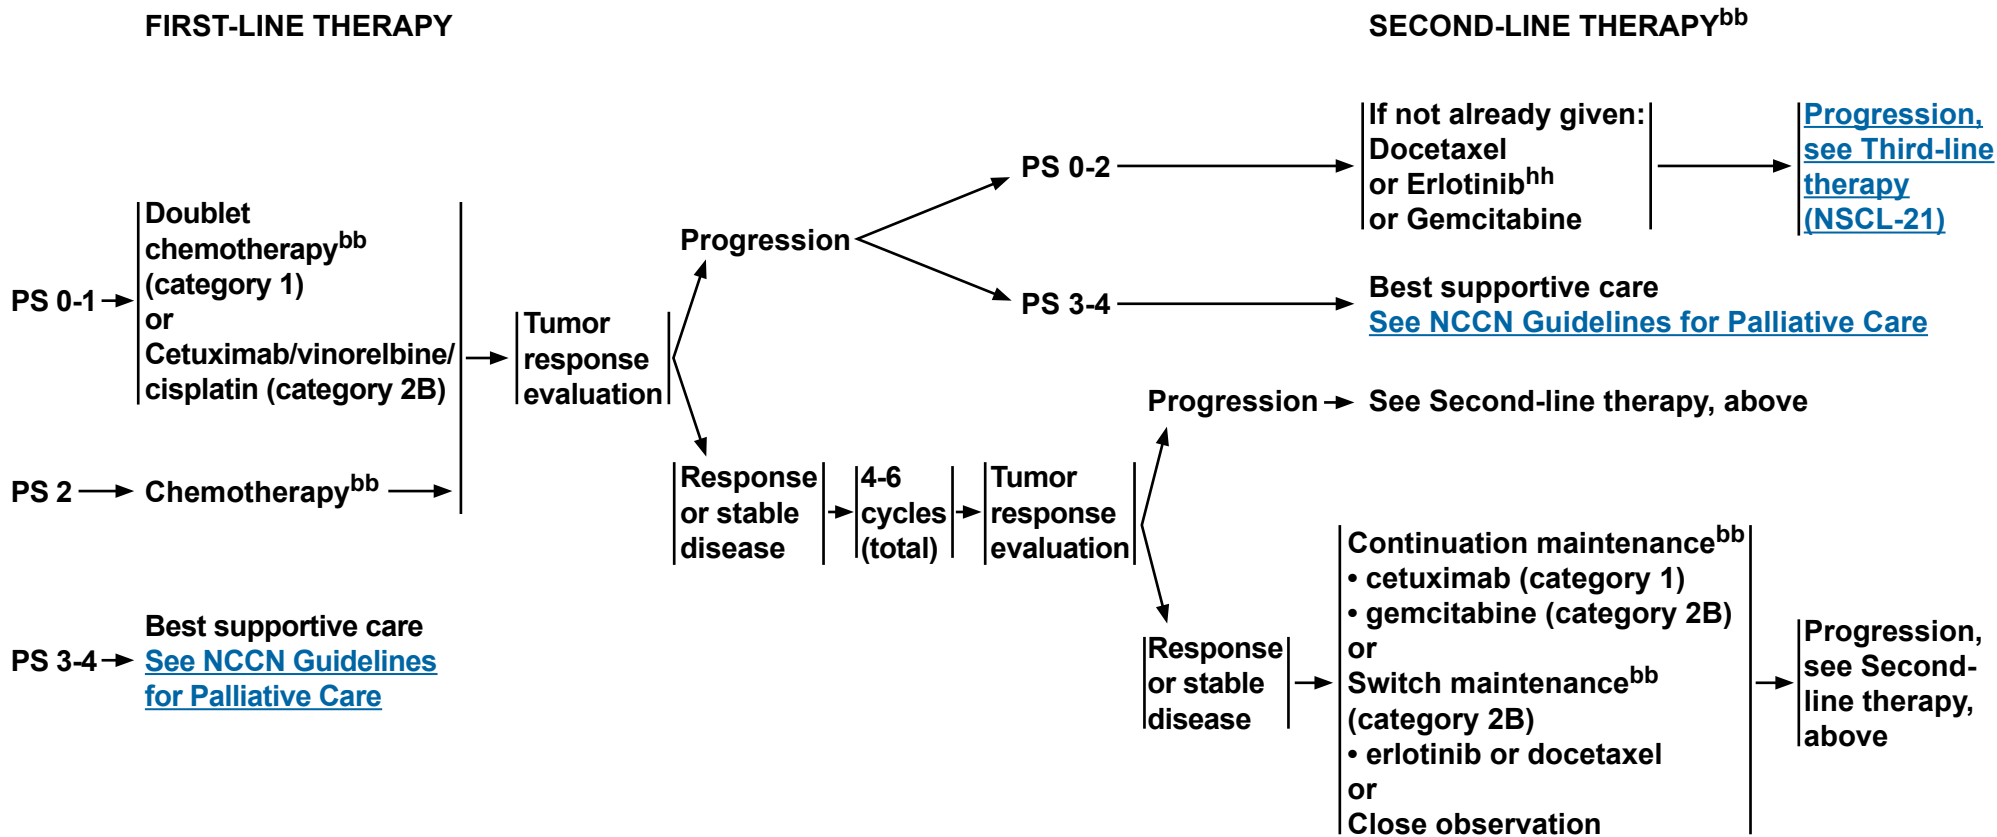 FIRST-LINE THERAPY
SECOND-LINE THERAPYbb
PS 0-1
Doublet
chemotherapybb
(category 1)
or
Cetuximab/vinorelbine/
cisplatin (category 2B)
PS 2
Chemotherapybb
PS 3-4
Best supportive care
See NCCN Guidelines
for Palliative Care
Tumor
response
evaluation
Progression
PS 0-2
If not already given:
Docetaxel
or Erlotinibhh
or Gemcitabine
Progression,
see Third-line
therapy
(NSCL-21)
PS 3-4
Best supportive care
See NCCN Guidelines for Palliative Care
Response
or stable
disease
4-6
cycles
(total)
Tumor
response
evaluation
Progression
See Second-line therapy, above
Response
or stable
disease
Continuation maintenancebb
• cetuximab (category 1)
• gemcitabine (category 2B)
or
Switch maintenancebb
(category 2B)
• erlotinib or docetaxel
or
Close observation
Progression,
see Second-
line therapy,
above